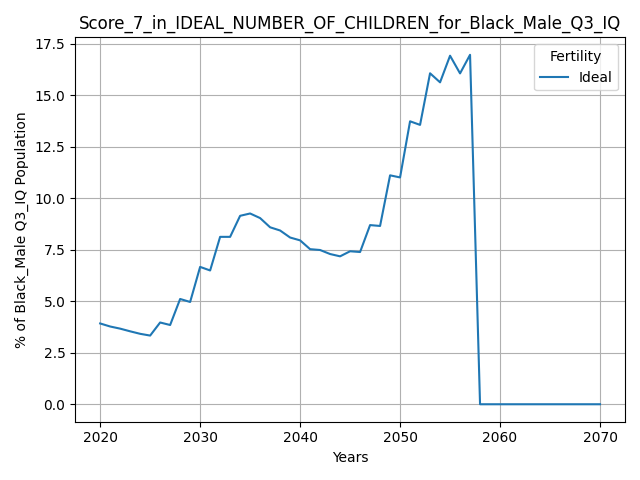 Score_7_in_IDEAL_NUMBER_OF_CHILDREN_for_Black_Male_Q3_IQ
17.5
15.0
12.5
10.0
7.5
5.0
2.5
0.0
% of Black_Male Q3_IQ Population
Fertility
Ideal
2020 2030 2040 2050 2060 2070
Years